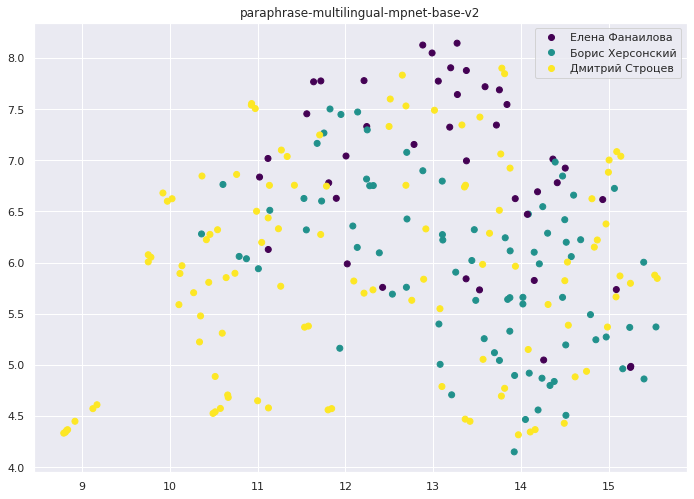 paraphrase-multilingual-mpnet-base-v2
Елена Фанаилова
Борис Херсонский
Дмитрий Строцев
8.0
7.5
7.0
6.5
6.0
5.5
5.0
4.5
4.0
9 10 11 12 13 14 15